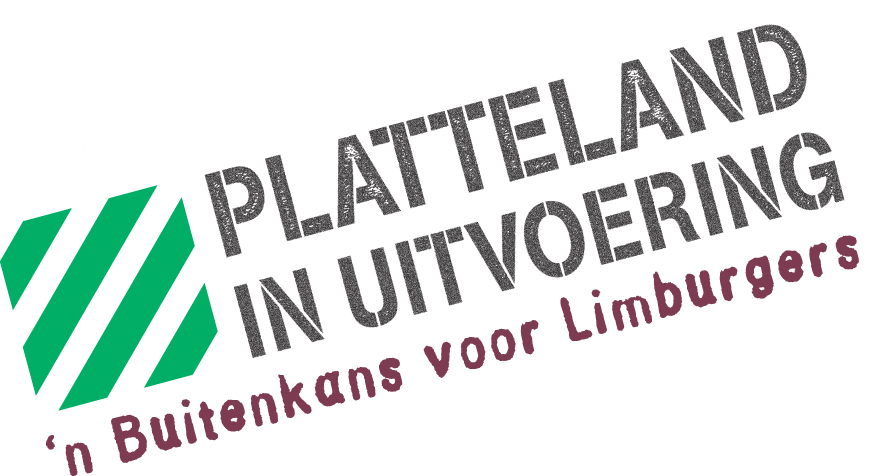 PLATTELAND
IN UITVOERING
‘n Buitenkans voor Limburgers